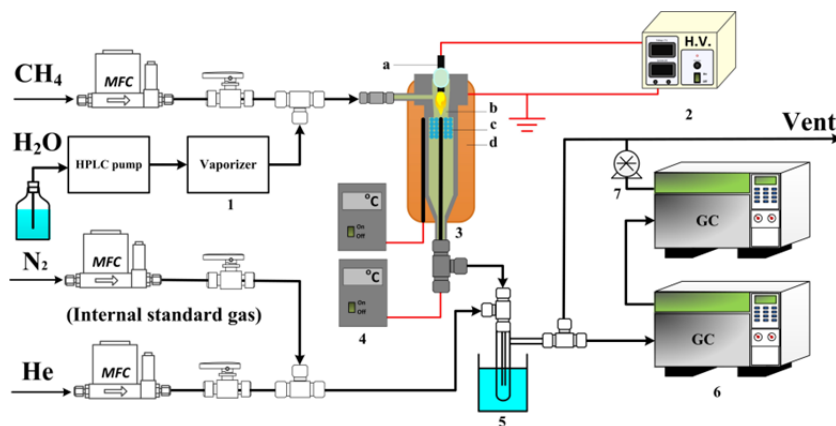 CH₄
MFC
H₂O
HPLC pump
Vaporizer
1
N₂
MFC
(Internal standard gas)
He
MFC
a
b
c
d
3
°C
On
Off
°C
On
Off
4
5
H.V.
2
Vent
7
GC
GC
6